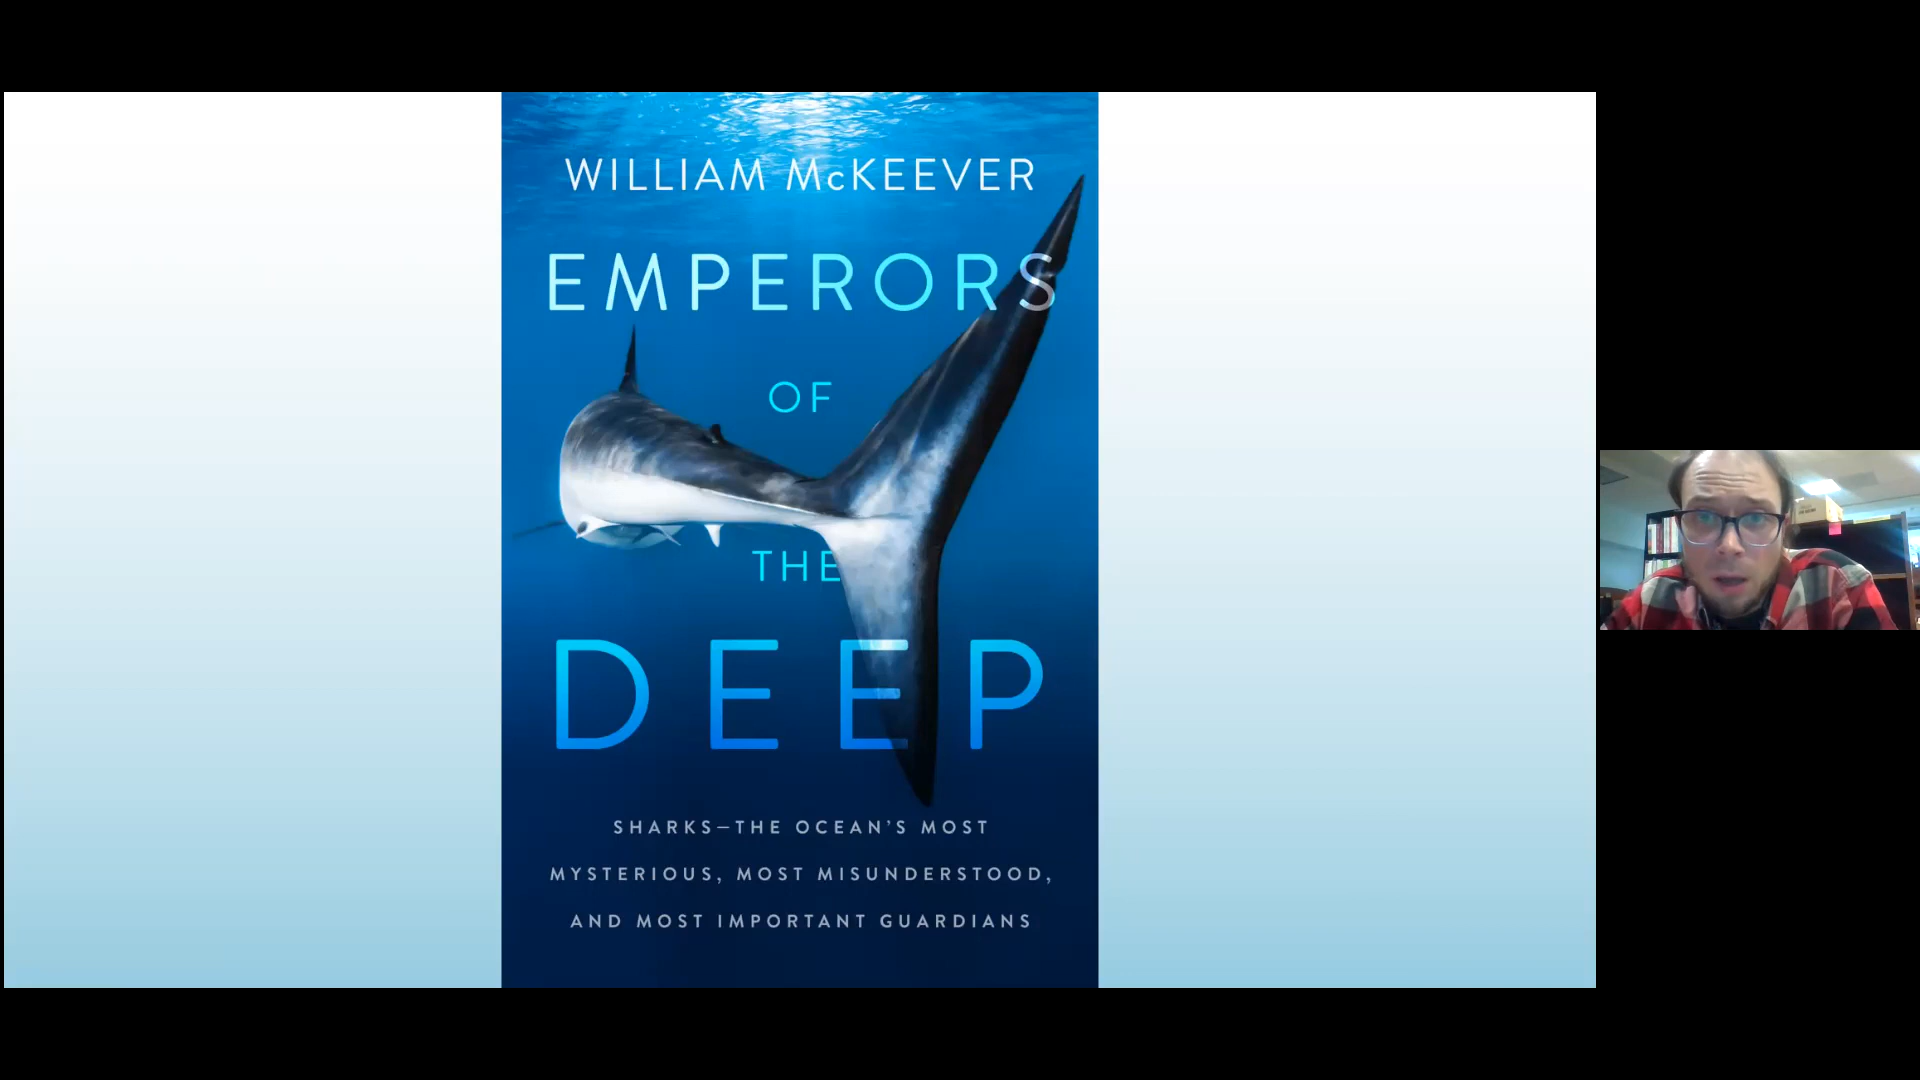 WILLIAM McKEEVER
EMPERORS
OF
THE
DEEP
SHARKS—THE OCEAN'S MOST
MYSTERIOUS, MOST MISUNDERSTOOD,
AND MOST IMPORTANT GUARDIANS